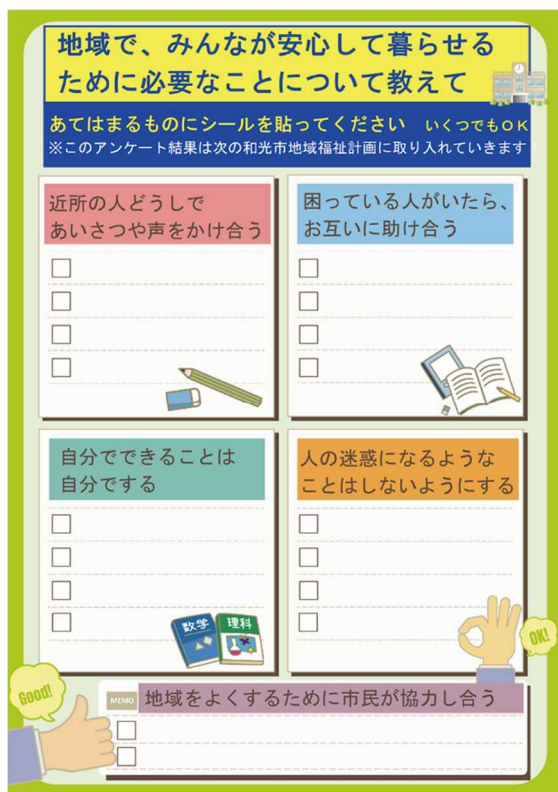 地域で、みんなが安心して暮らせる
ために必要なことについて教えて
あてはまるものにシールを貼ってください　いくつでもOK
※このアンケート結果は次の和光市地域福祉計画に取り入れていきます！
近所の人どうしで
あいさつや声をかけ合う
困っている人がいたら、
お互いに助け合う
自分でできることは
自分でする
人の迷惑になるような
ことはしないようにする
数学
理科
OK!
Good!
MEMO
地域をよくするために市民が協力し合う